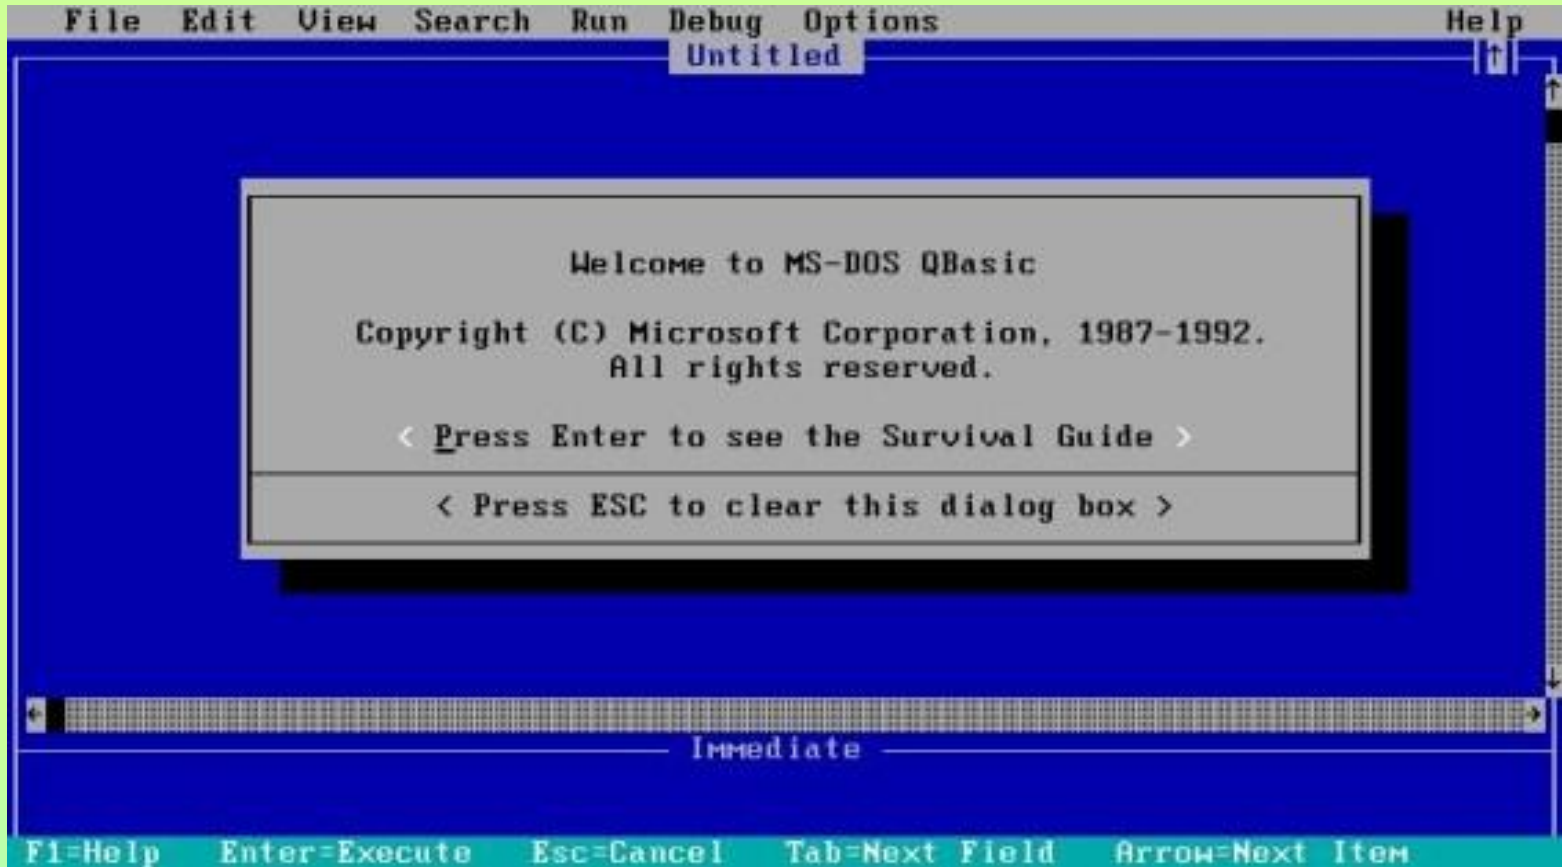 File Edit View Search Run Debug Options Help
Untitled
Welcome to MS-DOS QBasic
Copyright (C) Microsoft Corporation, 1987-1992.
All rights reserved.
< Press Enter to see the Survival Guide >
< Press ESC to clear this dialog box >
Immediate
F1=Help Enter=Execute Esc=Cancel Tab=Next Field Arrow=Next Item